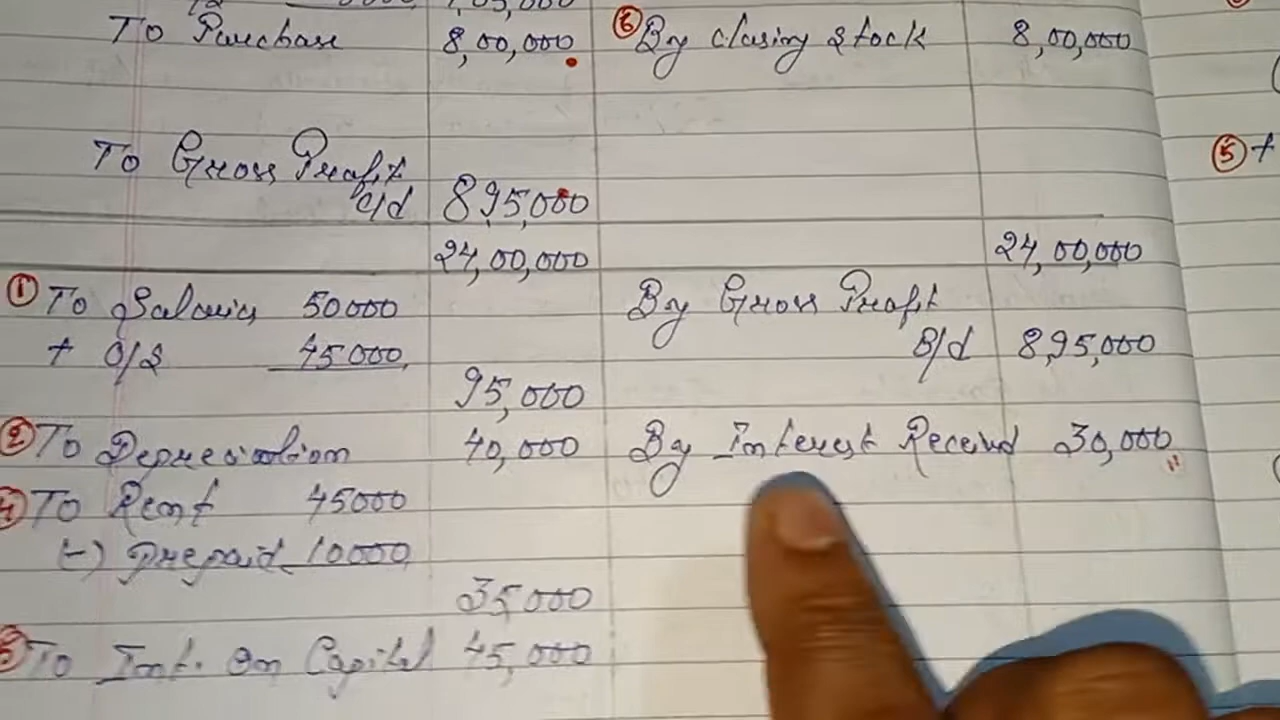 To Purchase 8,00,000 ⑥ By closing stock 8,00,000
To Gross Profit
c/d 895,000
24,00,000 24,00,000
① To Salaries 50000 By Gross Profit
+ O/S 45000 B/d 8,95,000
95,000
② To Depreciation 40,000 By Interest Received 30,000
④ To Rent 45000
(-) Prepaid 10000
35,000
To Int. on Capital 45,000
⑤ +